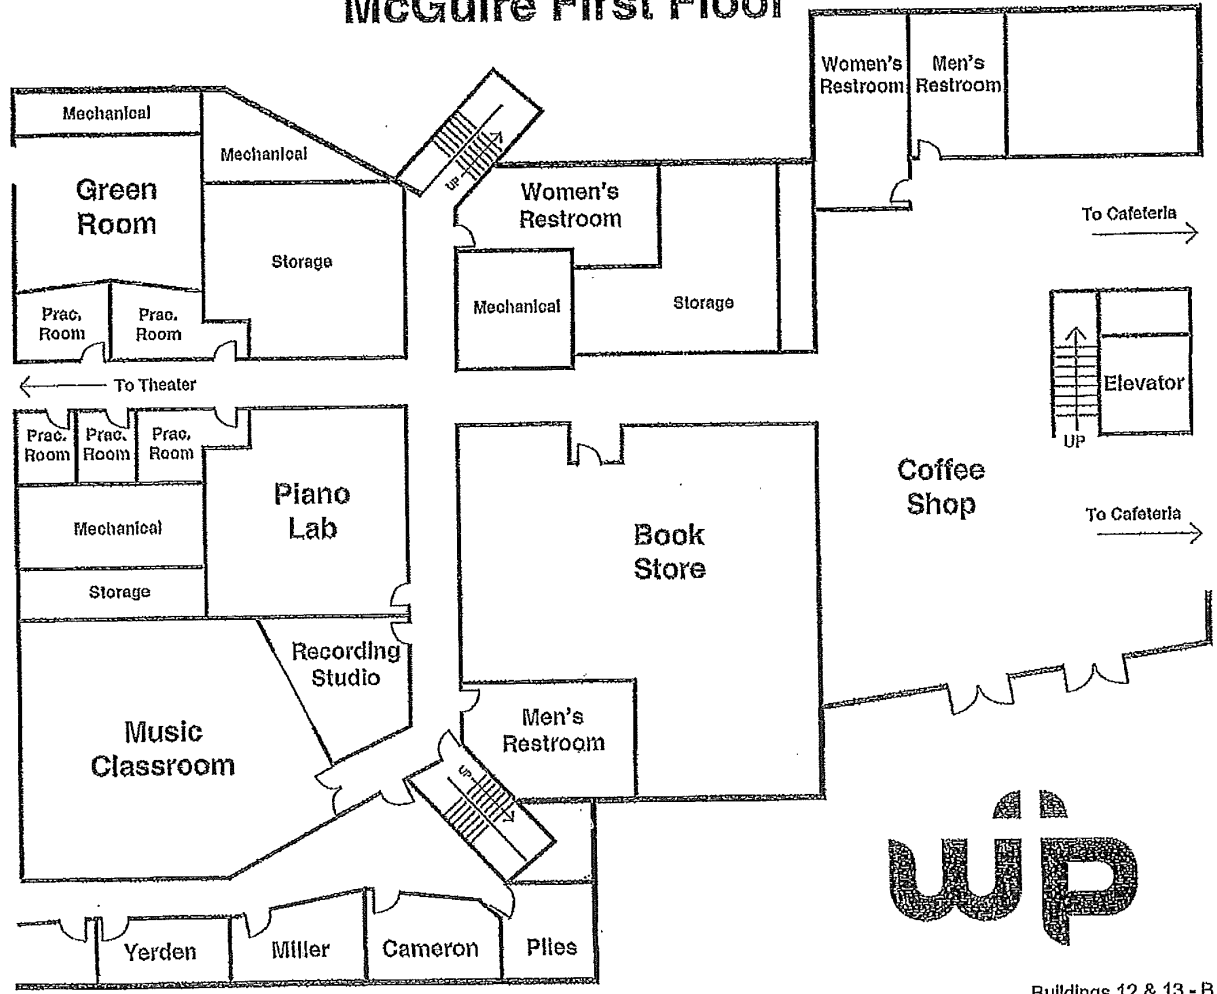 McGuire First Floor
Women's
Restroom
Men's
Restroom
Mechanical
Mechanical
Green
Room
Storage
UP
Women's
Restroom
To Cafeteria
Prac.
Room
Prac.
Room
Mechanical
Storage
To Theater
Elevator
UP
Prac.
Room
Prac.
Room
Prac.
Room
Mechanical
Storage
Piano
Lab
Book
Store
Coffee
Shop
To Cafeteria
Recording
Studio
Music
Classroom
Men's
Restroom
UP
wp
Yerden
Miller
Cameron
Piles
Buildings 12 & 13 - B